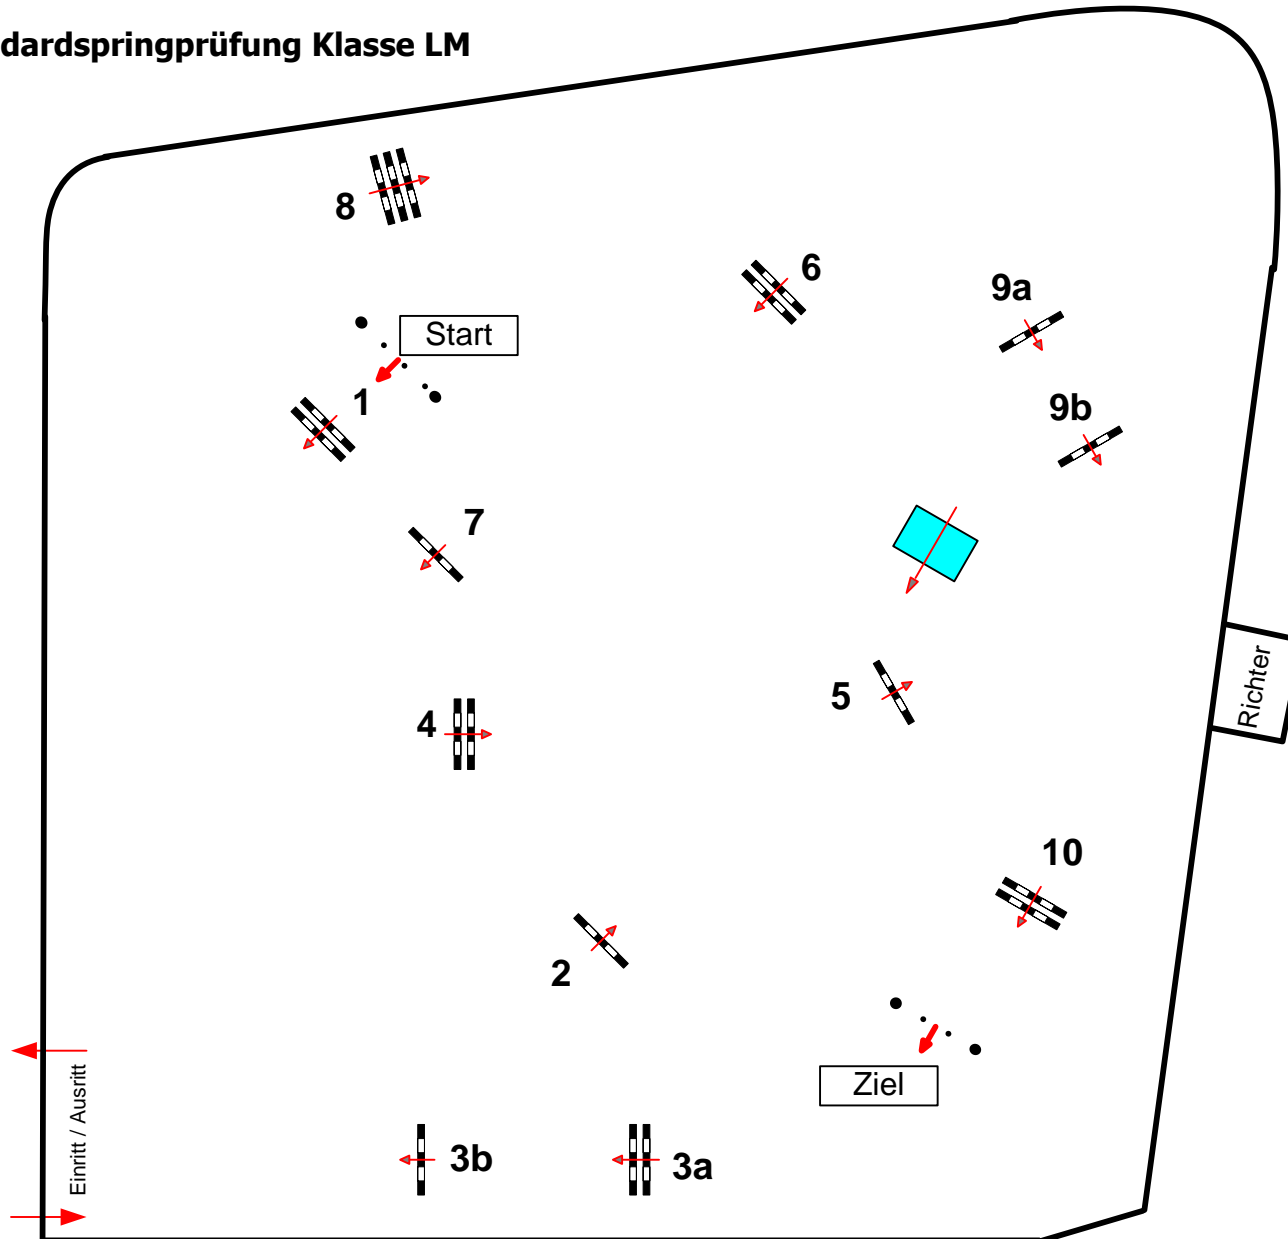 dardspringprüfung Klasse LM
8
6
9a
Start
1
9b
7
Richter
5
4
10
2
Ziel
Einritt / Ausritt
3b
3a